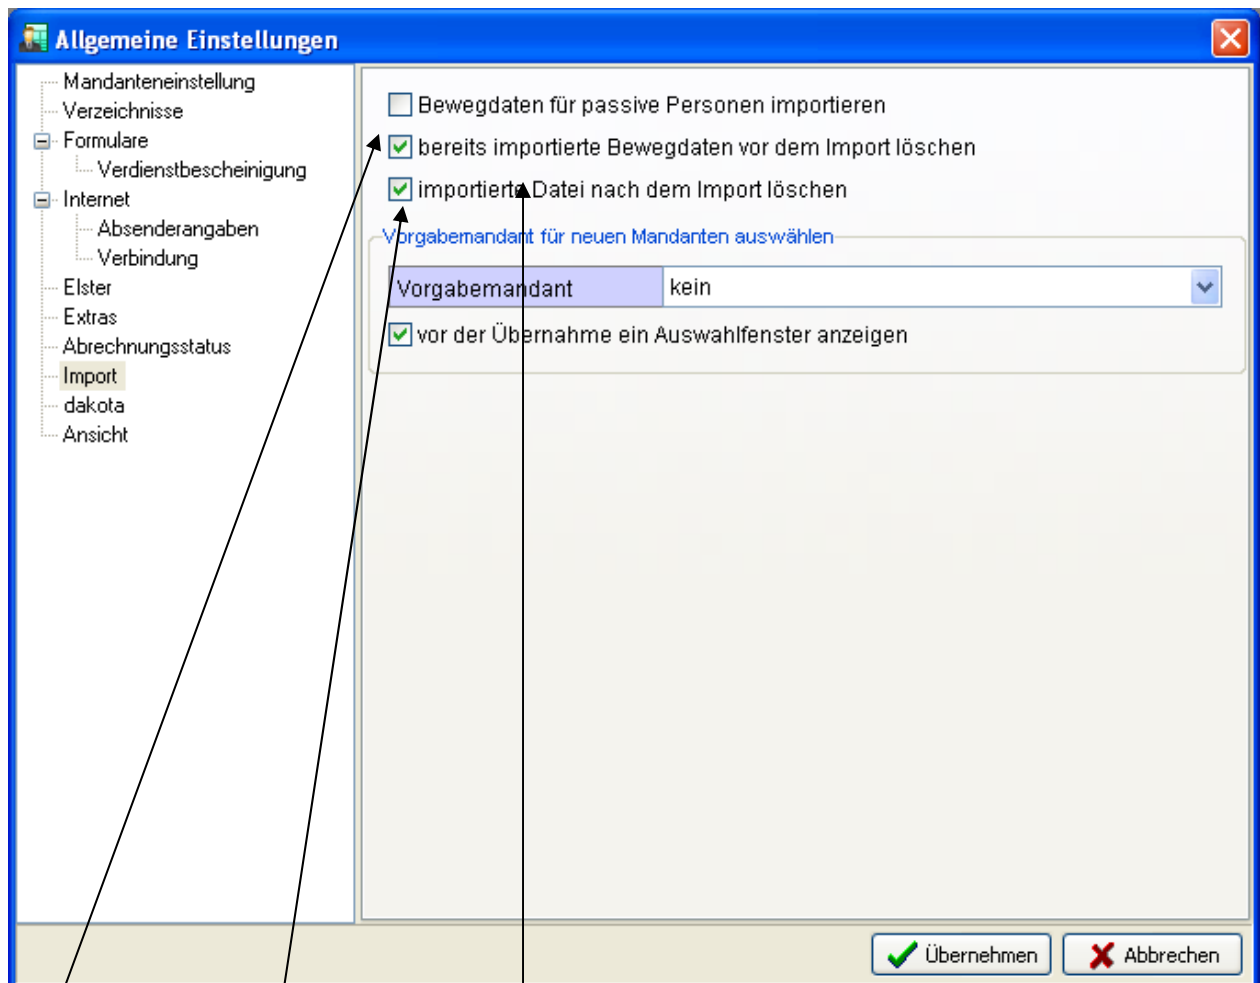 Allgemeine Einstellungen
Mandanteneinstellung
Verzeichnisse
Formulare
Verdienstbescheinigung
Internet
Absenderangaben
Verbindung
Elster
Extras
Abrechnungsstatus
Import
dakota
Ansicht
Bewegdaten für passive Personen importieren
bereits importierte Bewegdaten vor dem Import löschen
importierte Datei nach dem Import löschen
Vorgabemandant für neuen Mandanten auswählen
Vorgabemandant kein
vor der Übernahme ein Auswahlfenster anzeigen
Übernehmen Abbrechen